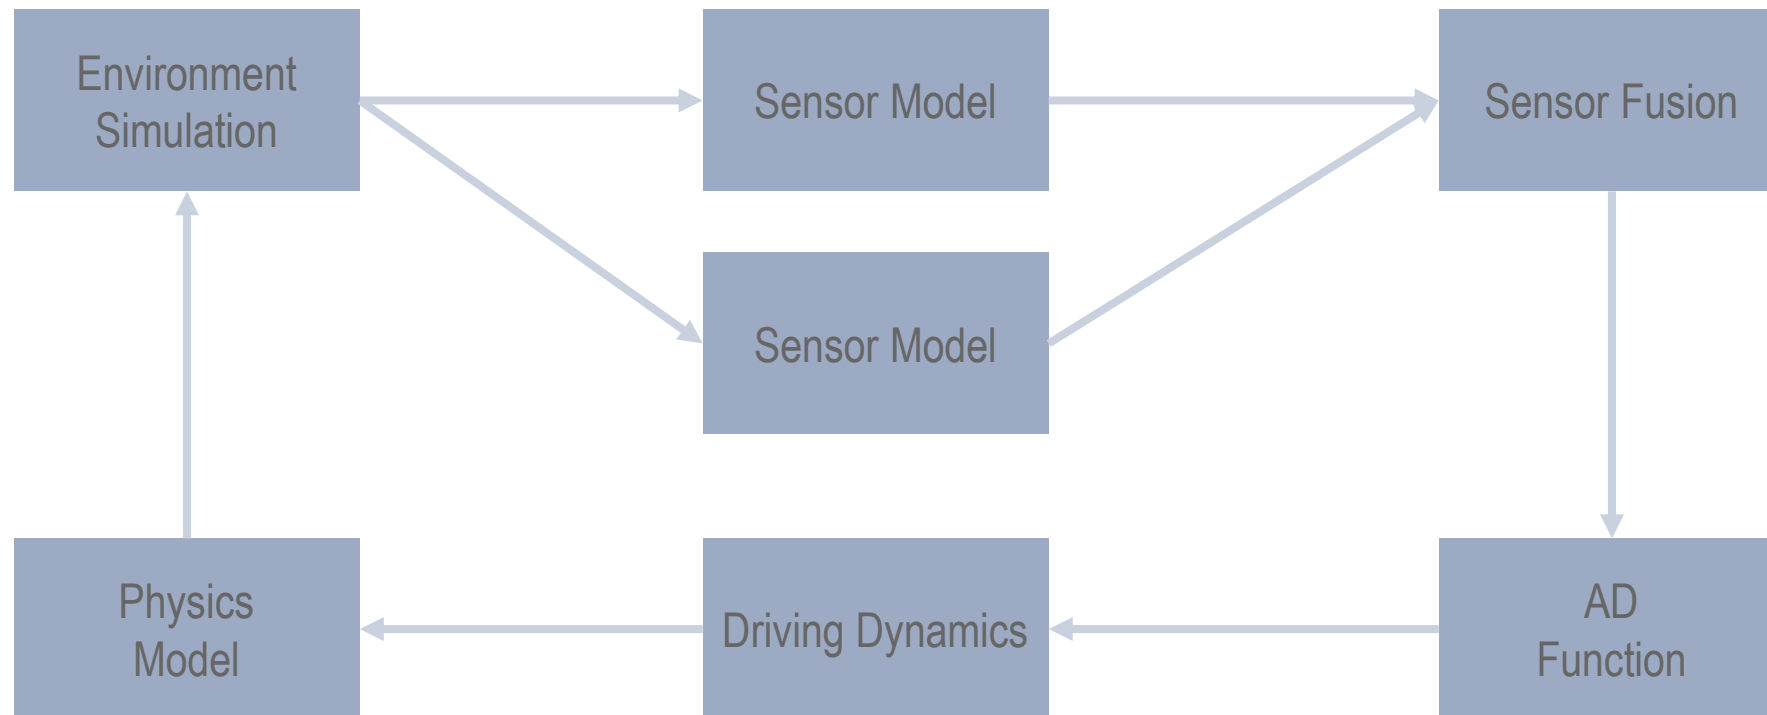 Environment
Simulation
Sensor Model
Sensor Fusion
Sensor Model
Physics
Model
Driving Dynamics
AD
Function